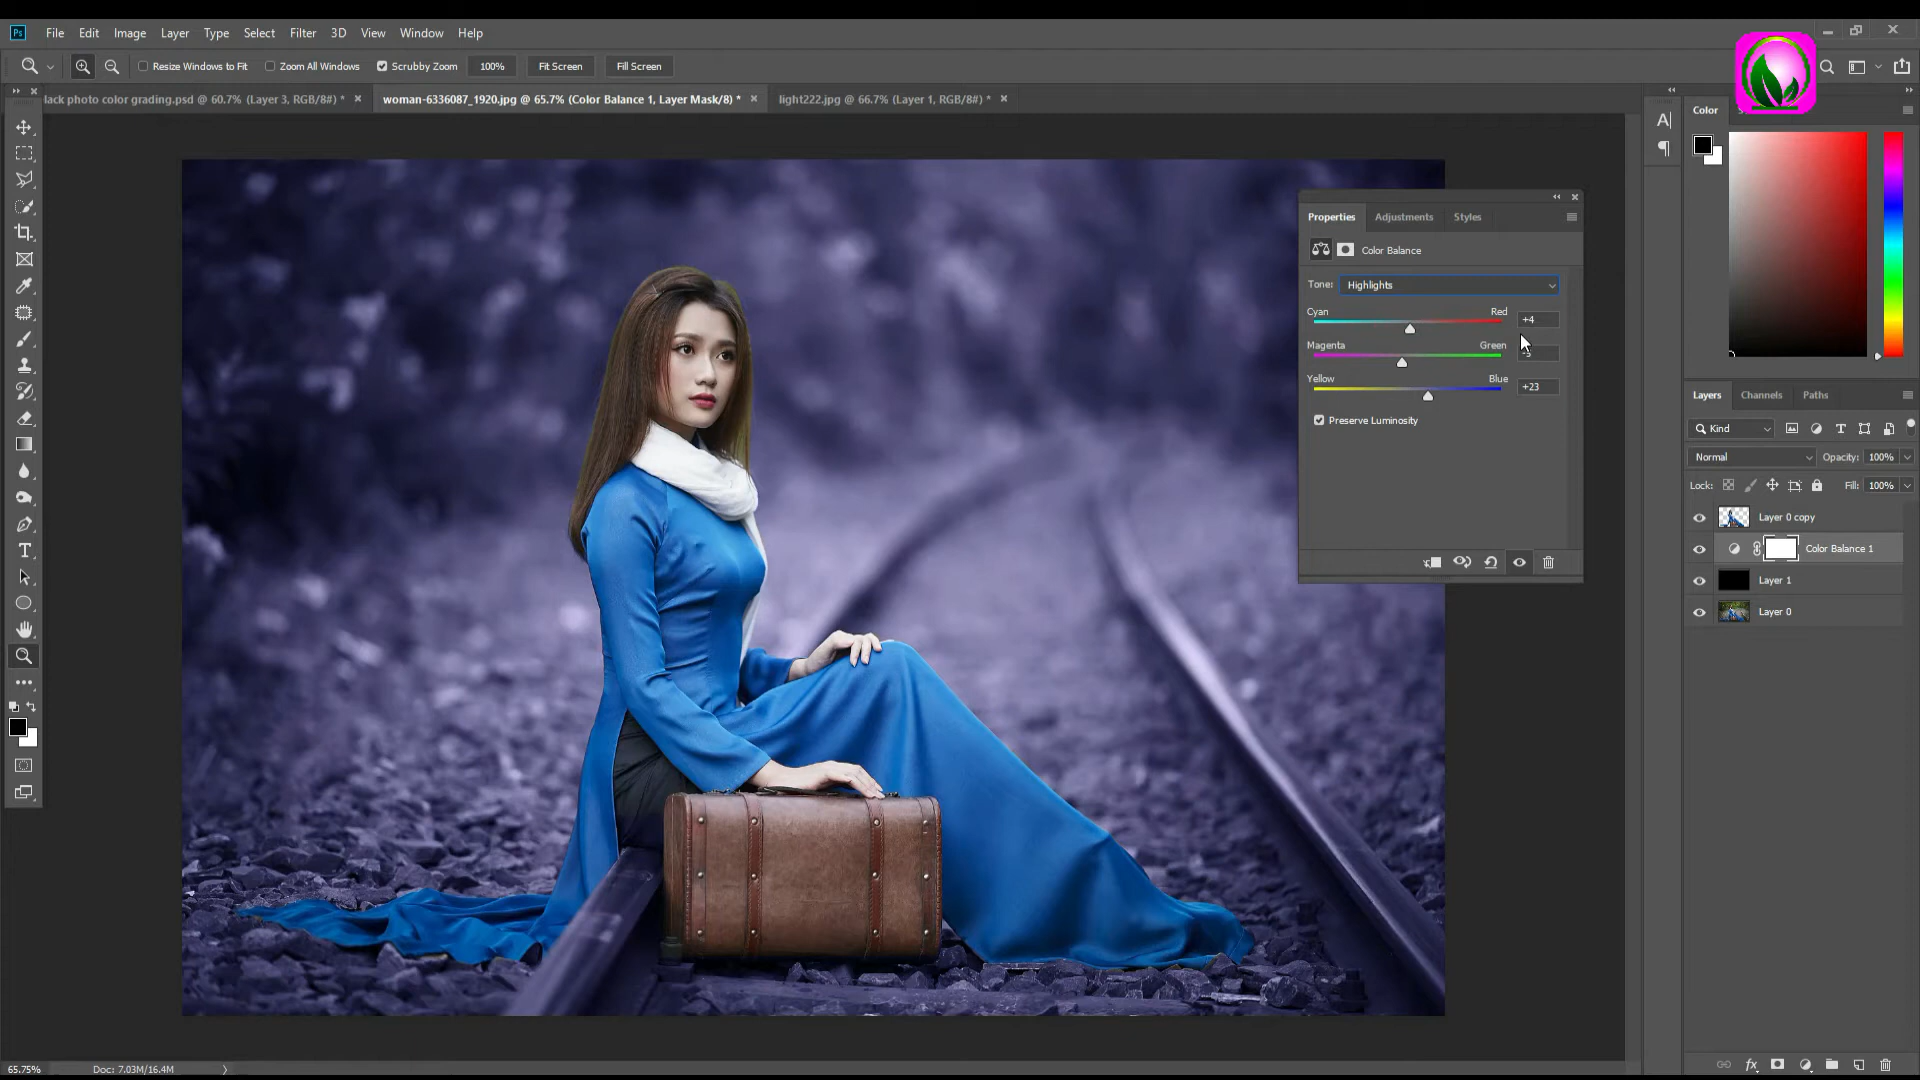 Ps File Edit Image Layer Type Select Filter 3D View Window Help
Resize Windows to Fit Zoom All Windows Scrubby Zoom 100% Fit Screen Fill Screen
lack photo color grading.psd @ 60.7% (Layer 3, RGB/8#) * woman-6336087_1920.jpg @ 65.7% (Color Balance 1, Layer Mask/8) * light222.jpg @ 66.7% (Layer 1, RGB/8#) *
Color
Properties Adjustments Styles
Color Balance
Tone: Highlights
Cyan Red +4
Magenta Green
Yellow Blue +23
Preserve Luminosity
Layers Channels Paths
Kind
Normal Opacity: 100%
Lock: Fill: 100%
Layer 0 copy
Color Balance 1
Layer 1
Layer 0
65.75% Doc: 7.03M/16.4M